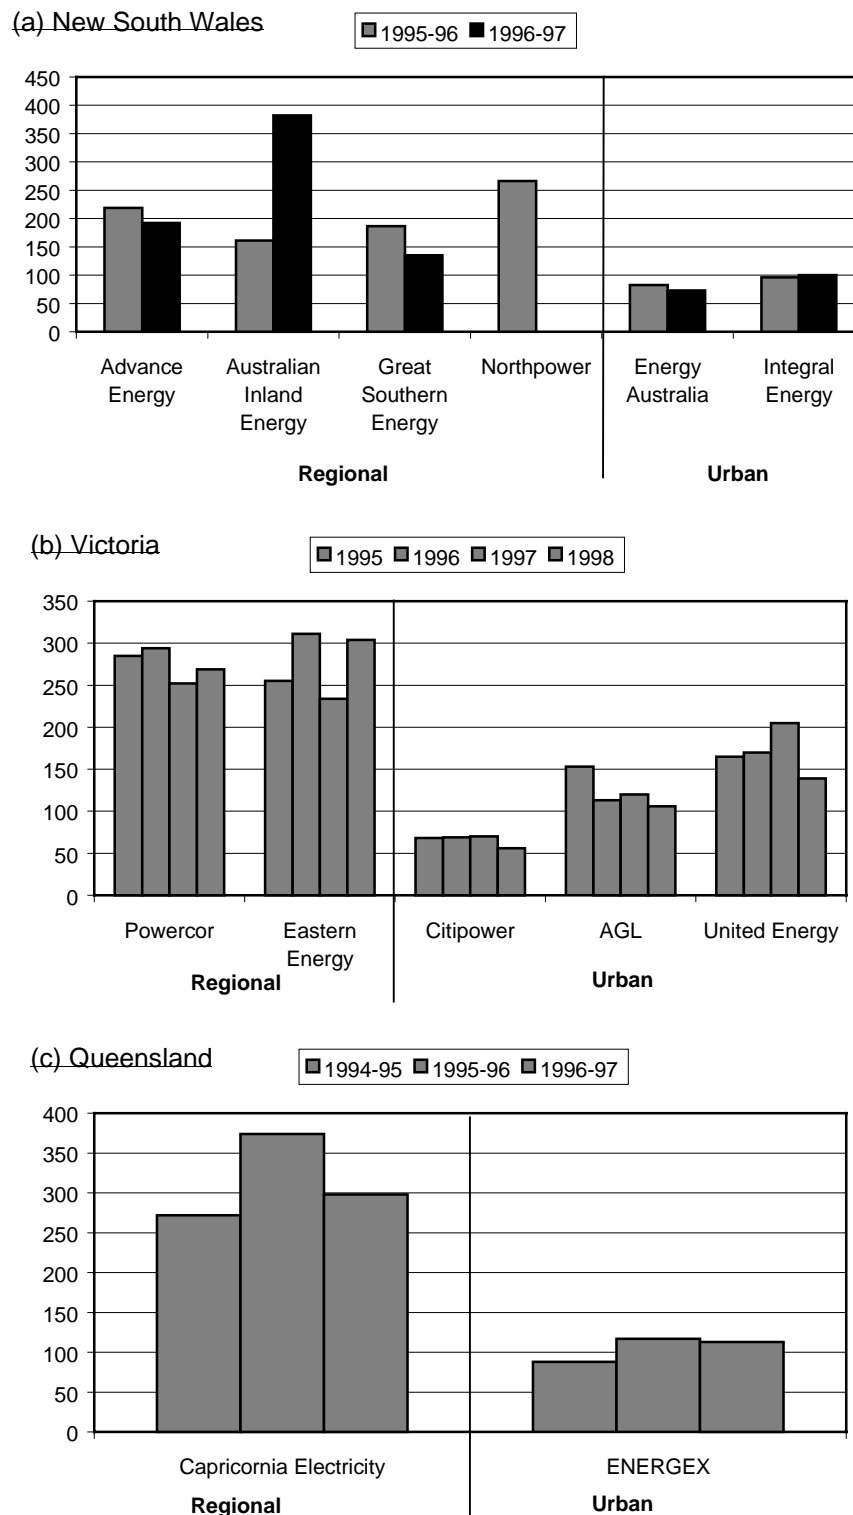 (a) New South Wales
1995-96 1996-97
450
400
350
300
250
200
150
100
50
0
Advance Energy
Australian Inland Energy
Great Southern Energy
Northpower
Energy Australia
Integral Energy
Regional
Urban
(b) Victoria
1995 1996 1997 1998
350
300
250
200
150
100
50
0
Powercor
Eastern Energy
Citipower
AGL
United Energy
Regional
Urban
(c) Queensland
1994-95 1995-96 1996-97
400
350
300
250
200
150
100
50
0
Capricornia Electricity
ENERGEX
Regional
Urban